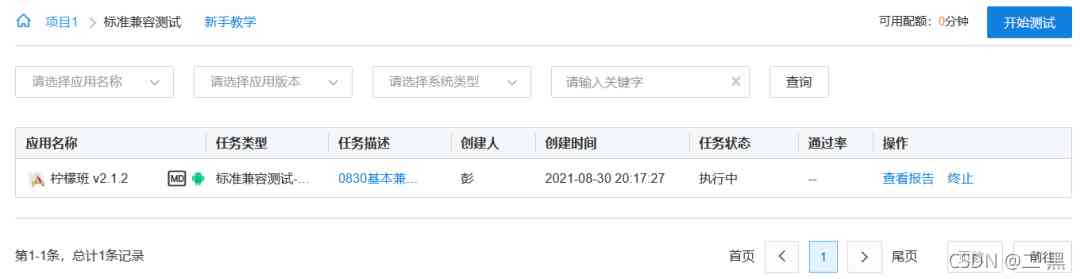 项目1 > 标准兼容测试 新手教学 可用配额：0分钟 开始测试
请选择应用名称 请选择应用版本 请选择系统类型 请输入关键字 查询
应用名称 任务类型 任务描述 创建人 创建时间 任务状态 通过率 操作
柠檬班 v2.1.2 MD 标准兼容测试-... 0830基本兼... 彭 2021-08-30 20:17:27 执行中 -- 查看报告 终止
第1-1条，总计1条记录 首页 < 1 > 尾页 前往
CSDN @二 黑